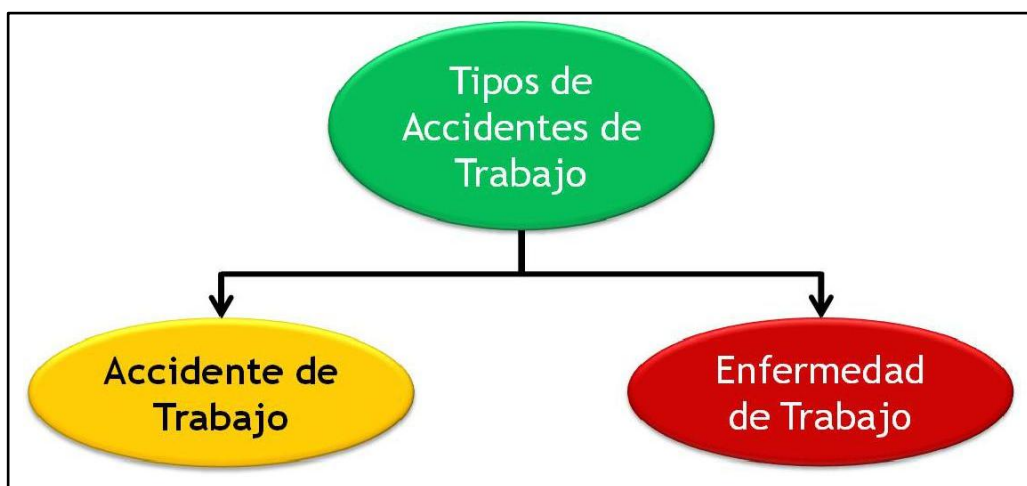 Tipos de
Accidentes de
Trabajo
Accidente de
Trabajo
Enfermedad
de Trabajo